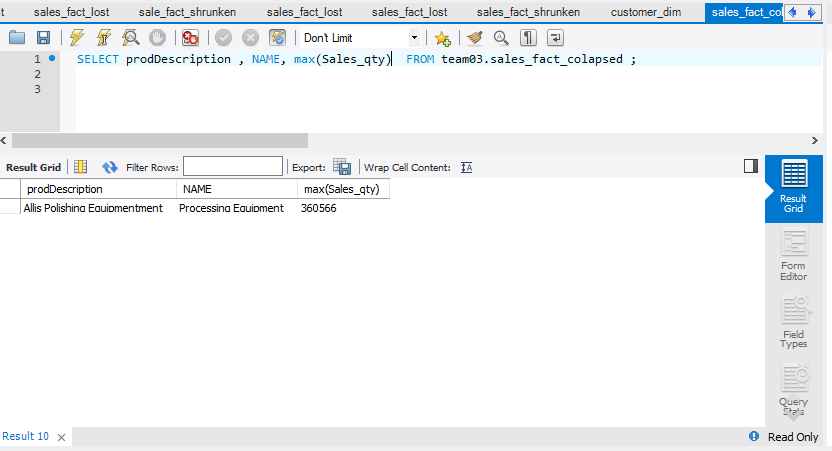 t sales_fact_lost sale_fact_shrunken sales_fact_lost sales_fact_lost sales_fact_shrunken customer_dim sales_fact_col
Don't Limit
1 SELECT prodDescription , NAME, max(Sales_qty) FROM team03.sales_fact_colapsed ;
2
3
Result Grid Filter Rows: Export: Wrap Cell Content: IA
prodDescription NAME max(Sales_qty)
Allis Polishing Equipmentment Processing Equipment 360566
Result
Grid
Form
Editor
Field
Types
Query
Stats
Result 10 Read Only